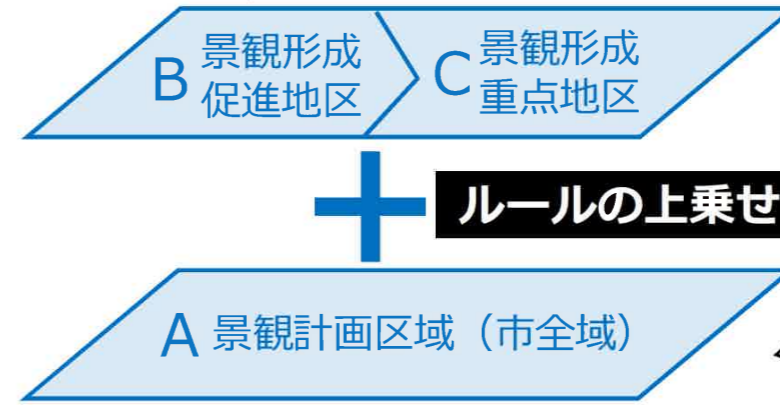 B 景観形成
促進地区
C 景観形成
重点地区
ルールの上乗せ
A 景観計画区域（市全域）